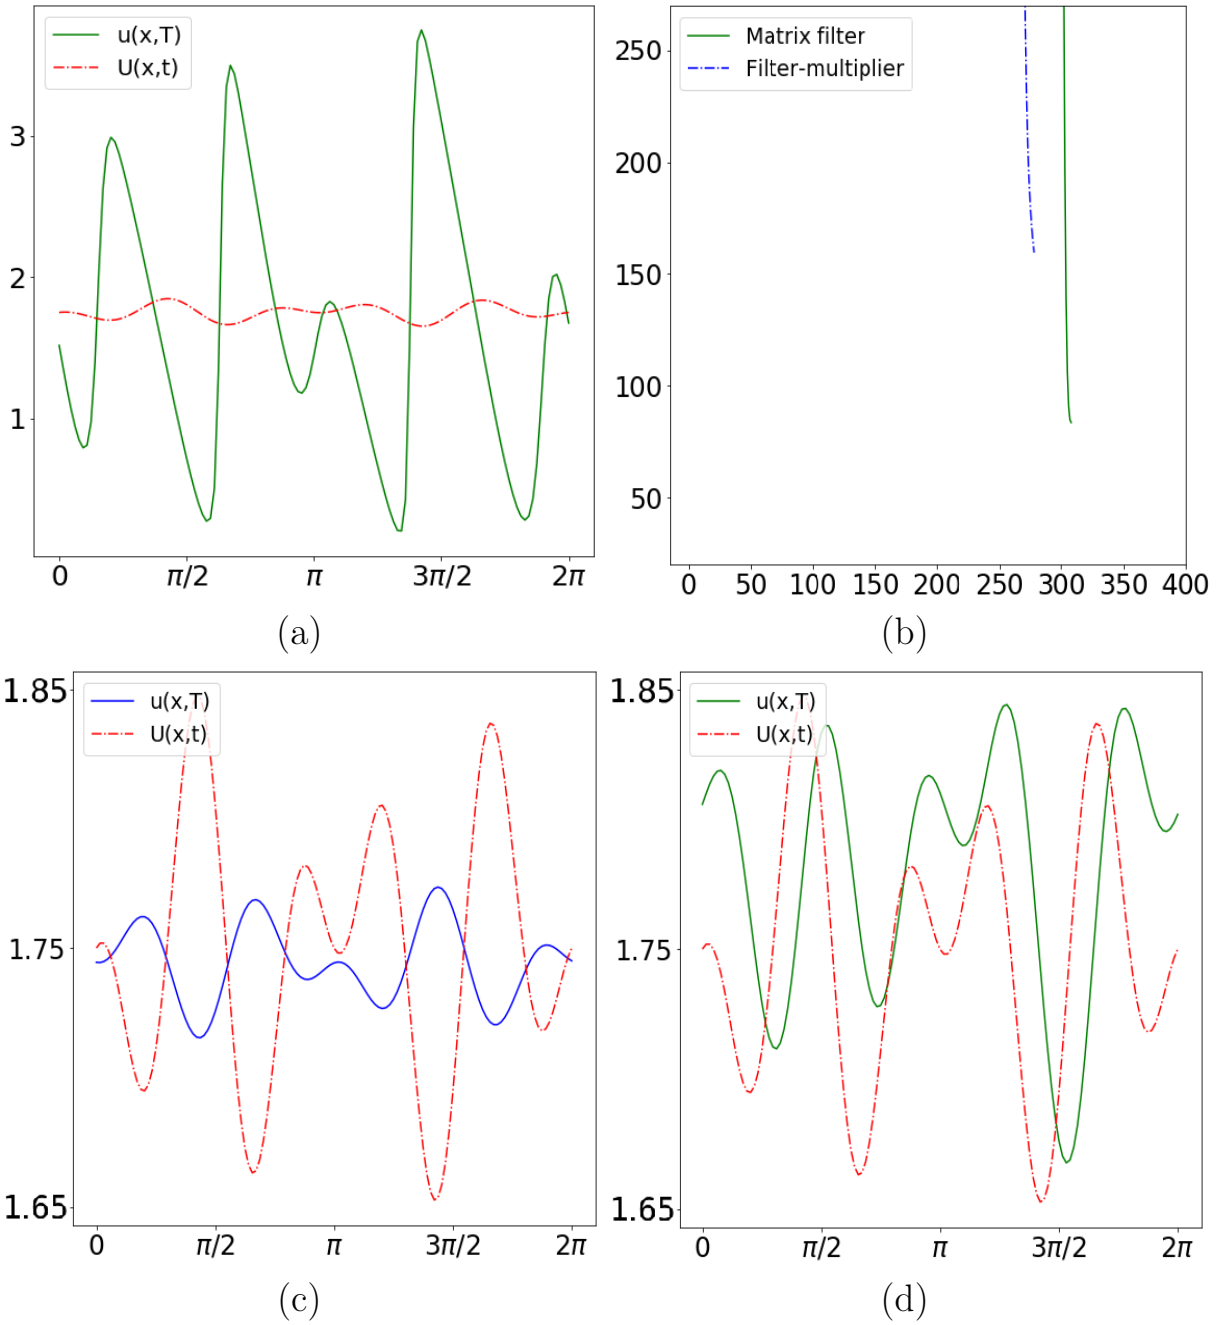 u(x,T)
U(x,t)
3
2
1
0 π/2 π 3π/2 2π
(a)
Matrix filter
Filter-multiplier
250
200
150
100
50
0 50 100 150 200 250 300 350 400
(b)
1.85
u(x,T)
U(x,t)
1.75
1.65
0 π/2 π 3π/2 2π
(c)
1.85
u(x,T)
U(x,t)
1.75
1.65
0 π/2 π 3π/2 2π
(d)